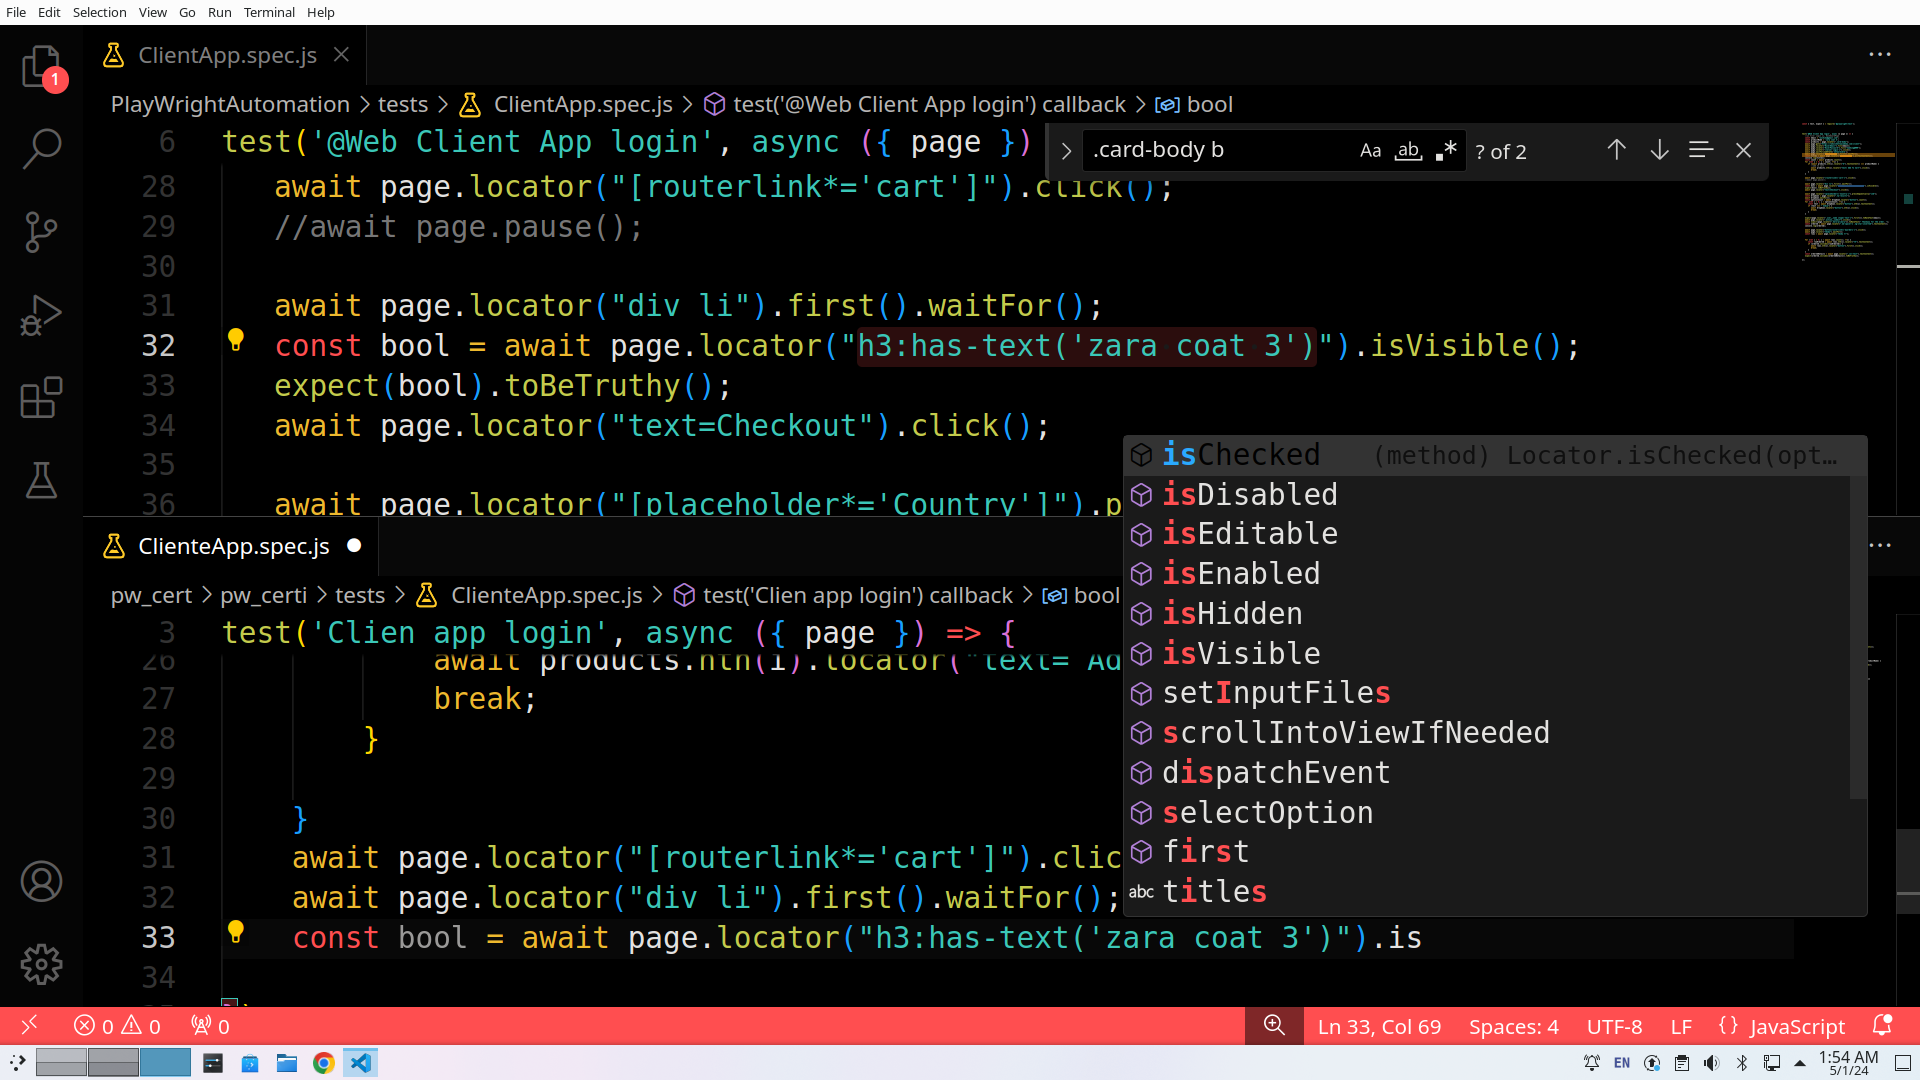 File Edit Selection View Go Run Terminal Help
1
ClientApp.spec.js
PlayWrightAutomation > tests > ClientApp.spec.js > test('@Web Client App login') callback > bool
6 test('@Web Client App login', async ({ page })
.card-body b Aa ab .* ? of 2
28 await page.locator("[routerlink*='cart']").click();
29 //await page.pause();
30
31 await page.locator("div li").first().waitFor();
32 const bool = await page.locator("h3:has-text('zara coat 3')").isVisible();
33 expect(bool).toBeTruthy();
34 await page.locator("text=Checkout").click();
35
36 await page.locator("[placeholder*='Country']").p
isChecked (method) Locator.isChecked(opt…
isDisabled
isEditable
isEnabled
isHidden
isVisible
setInputFiles
scrollIntoViewIfNeeded
dispatchEvent
selectOption
first
abc titles
ClienteApp.spec.js
pw_cert > pw_certi > tests > ClienteApp.spec.js > test('Clien app login') callback > bool
3 test('Clien app login', async ({ page }) => {
26 await products.nth(i).locator("text= Ad
27 break;
28 }
29
30 }
31 await page.locator("[routerlink*='cart']").clic
32 await page.locator("div li").first().waitFor();
33 const bool = await page.locator("h3:has-text('zara coat 3')").is
34
0 0 0 Ln 33, Col 69 Spaces: 4 UTF-8 LF {} JavaScript
EN 1:54 AM
5/1/24